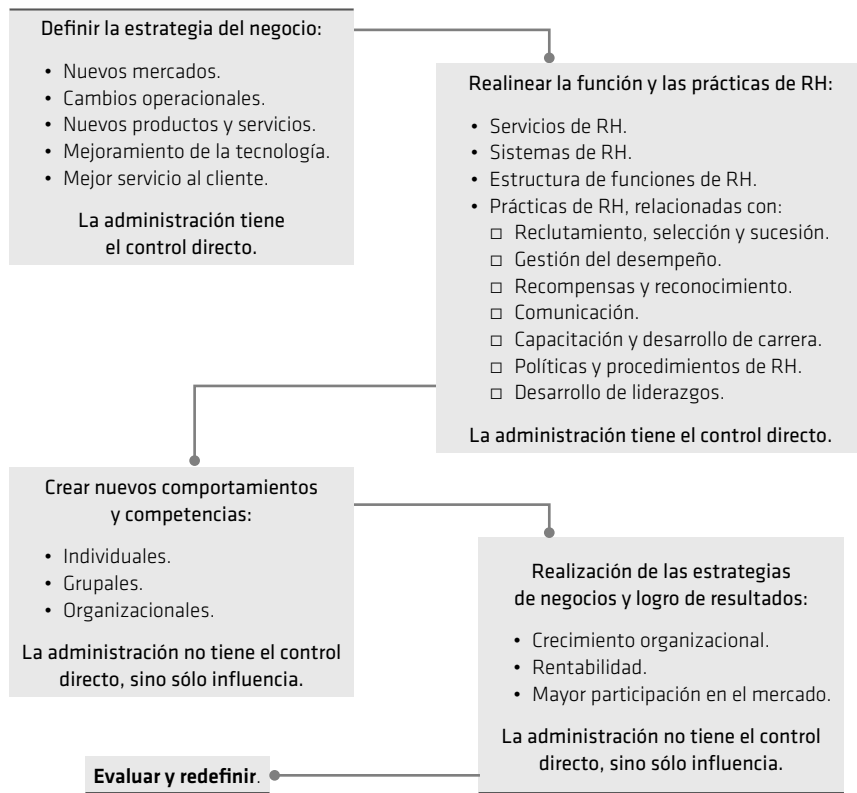 Definir la estrategia del negocio:
• Nuevos mercados.
• Cambios operacionales.
• Nuevos productos y servicios.
• Mejoramiento de la tecnología.
• Mejor servicio al cliente.
La administración tiene
el control directo.
Realinear la función y las prácticas de RH:
• Servicios de RH.
• Sistemas de RH.
• Estructura de funciones de RH.
• Prácticas de RH, relacionadas con:
□ Reclutamiento, selección y sucesión.
□ Gestión del desempeño.
□ Recompensas y reconocimiento.
□ Comunicación.
□ Capacitación y desarrollo de carrera.
□ Políticas y procedimientos de RH.
□ Desarrollo de liderazgos.
La administración tiene el control directo.
Crear nuevos comportamientos
y competencias:
• Individuales.
• Grupales.
• Organizacionales.
La administración no tiene el control
directo, sino sólo influencia.
Realización de las estrategias
de negocios y logro de resultados:
• Crecimiento organizacional.
• Rentabilidad.
• Mayor participación en el mercado.
La administración no tiene el control
directo, sino sólo influencia.
Evaluar y redefinir.